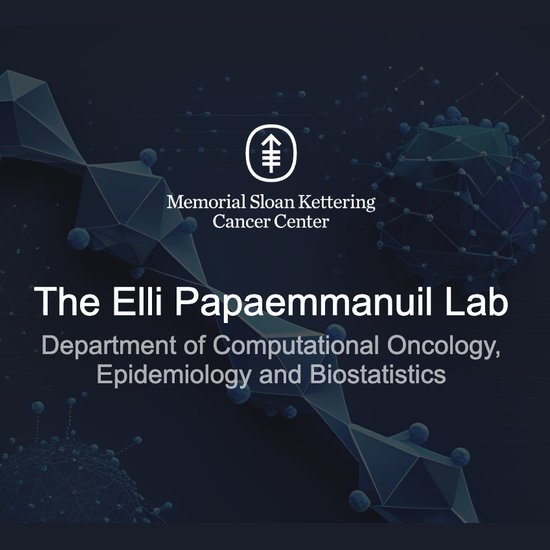 Memorial Sloan Kettering
Cancer Center
The Elli Papaemmanuil Lab
Department of Computational Oncology,
Epidemiology and Biostatistics